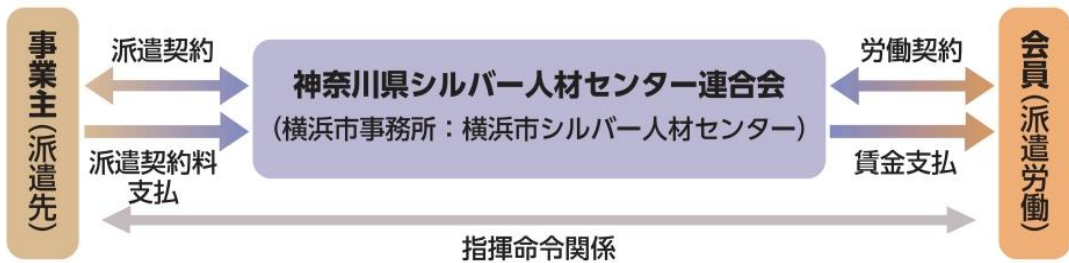 事業主(派遣先)
派遣契約
派遣契約料
支払
神奈川県シルバー人材センター連合会
(横浜市事務所:横浜市シルバー人材センター)
労働契約
賃金支払
会員(派遣労働)
指揮命令関係